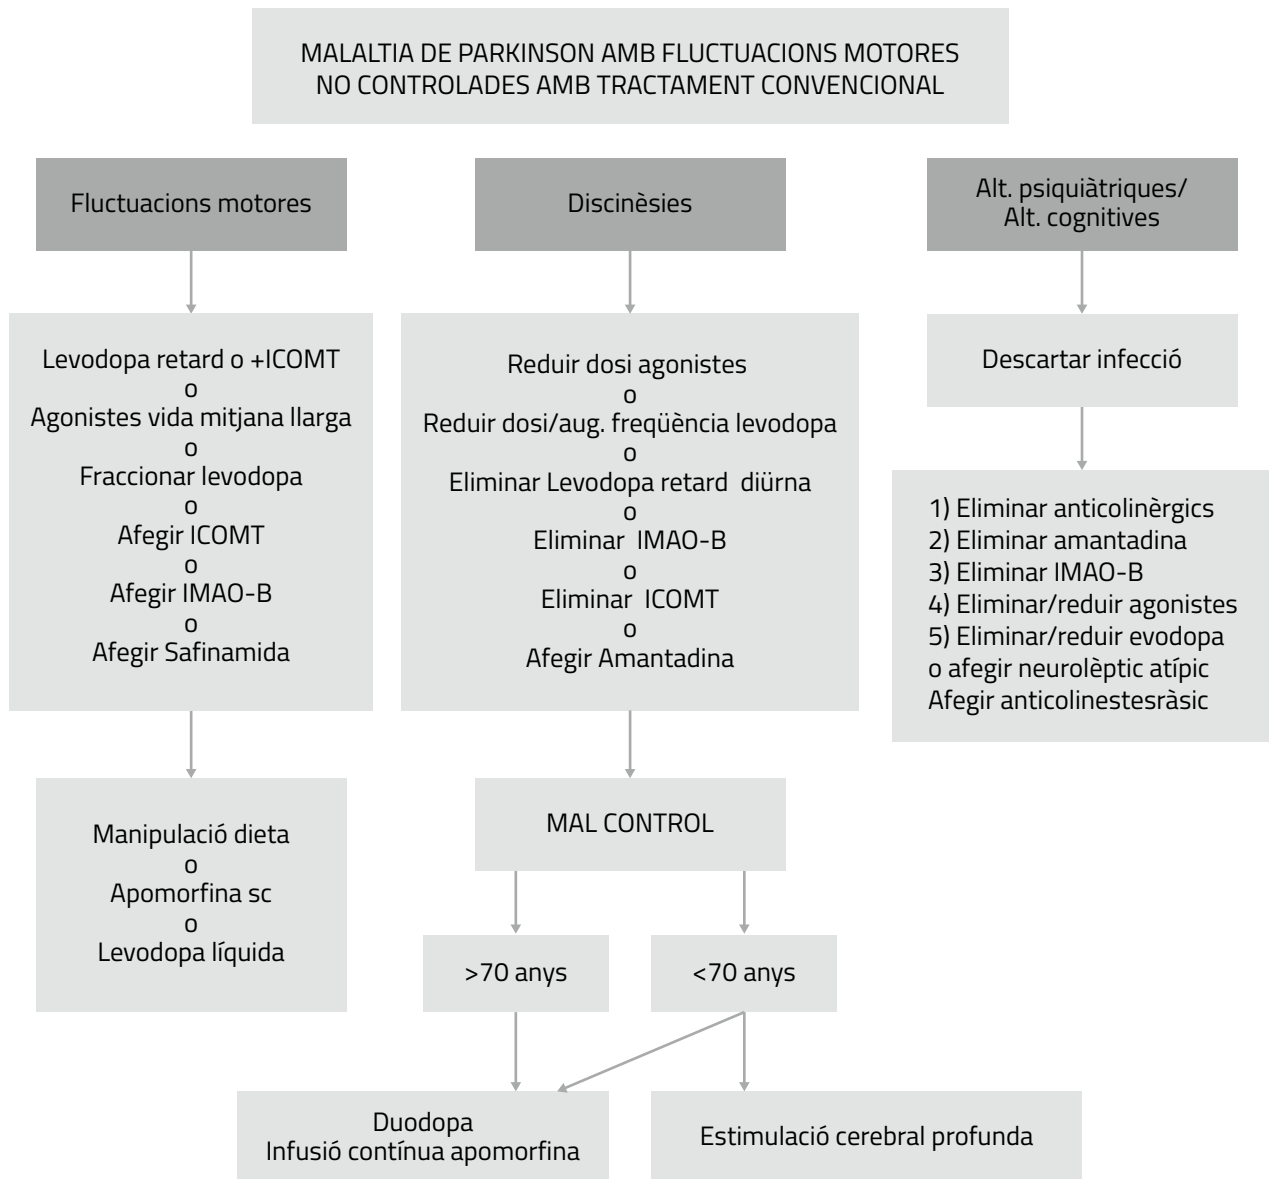 MALALTIA DE PARKINSON AMB FLUCTUACIONS MOTORES
NO CONTROLADES AMB TRACTAMENT CONVENCIONAL
Fluctuacions motores
Levodopa retard o +ICOMT
o
Agonistes vida mitjana llarga
o
Fraccionar levodopa
o
Afegir ICOMT
o
Afegir IMAO-B
o
Afegir Safinamida
Manipulació dieta
o
Apomorfina sc
o
Levodopa líquida
Discinèsies
Reduir dosi agonistes
o
Reduir dosi/aug. freqüència levodopa
o
Eliminar Levodopa retard diürna
o
Eliminar IMAO-B
o
Eliminar ICOMT
o
Afegir Amantadina
MAL CONTROL
>70 anys
<70 anys
Duodopa
Infusió contínua apomorfina
Estimulació cerebral profunda
Alt. psiquiàtriques/
Alt. cognitives
Descartar infecció
1) Eliminar anticolinèrgics
2) Eliminar amantadina
3) Eliminar IMAO-B
4) Eliminar/reduir agonistes
5) Eliminar/reduir evodopa
o afegir neurolèptic atípic
Afegir anticolinestesràsic